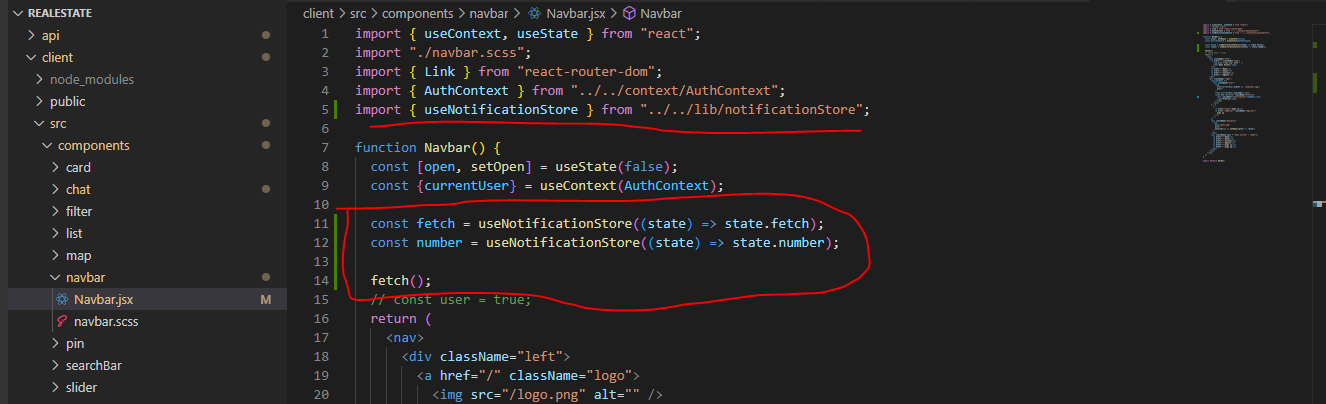 REALESTATE
api
client
node_modules
public
src
components
card
chat
filter
list
map
navbar
Navbar.jsx M
navbar.scss
pin
searchBar
slider
client > src > components > navbar > Navbar.jsx > Navbar
1 import { useContext, useState } from "react";
2 import "./navbar.scss";
3 import { Link } from "react-router-dom";
4 import { AuthContext } from "../../context/AuthContext";
5 import { useNotificationStore } from "../../lib/notificationStore";
6
7 function Navbar() {
8 const [open, setOpen] = useState(false);
9 const {currentUser} = useContext(AuthContext);
10
11 const fetch = useNotificationStore((state) => state.fetch);
12 const number = useNotificationStore((state) => state.number);
13
14 fetch();
15 // const user = true;
16 return (
17 <nav>
18 <div className="left">
19 <a href="/" className="logo">
20 <img src="/logo.png" alt="" />